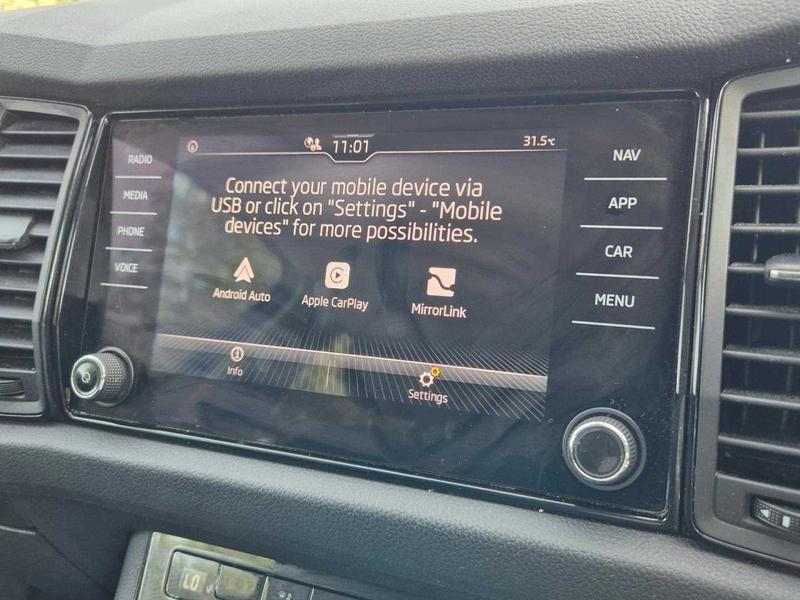 RADIO
MEDIA
PHONE
VOICE
11:01
31.5°C
Connect your mobile device via
USB or click on "Settings" - "Mobile
devices" for more possibilities.
Android Auto
Apple CarPlay
MirrorLink
Info
Settings
NAV
APP
CAR
MENU
LO